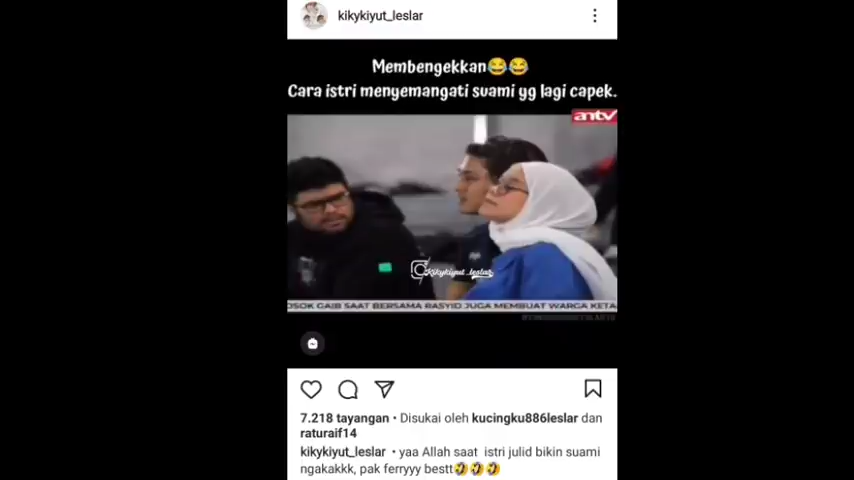 kikykiyut_leslar
Membengekkan😂😂
Cara istri menyemangati suami yg lagi capek.
antv
kikykiyut_leslar
OSOK GAIB SAAT BERSAMA RASYID JUGA MEMBUAT WARGA KETA
7.218 tayangan • Disukai oleh kucingku886leslar dan
raturaif14
kikykiyut_leslar • yaa Allah saat istri julid bikin suami
ngakakkk, pak ferryyy bestt🤣🤣🤣